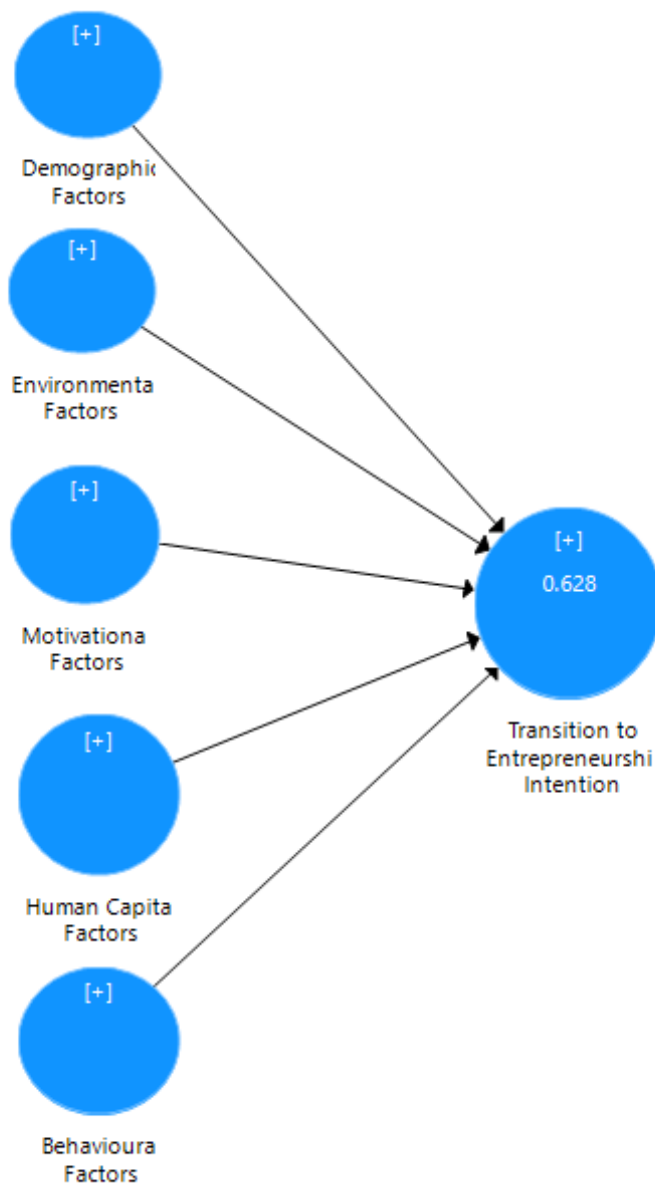 [+]
Demographic
Factors
[+]
Environmenta
Factors
[+]
Motivationa
Factors
[+]
Human Capita
Factors
[+]
Behavioura
Factors
[+]
0.628
Transition to
Entrepreneurshi
Intention